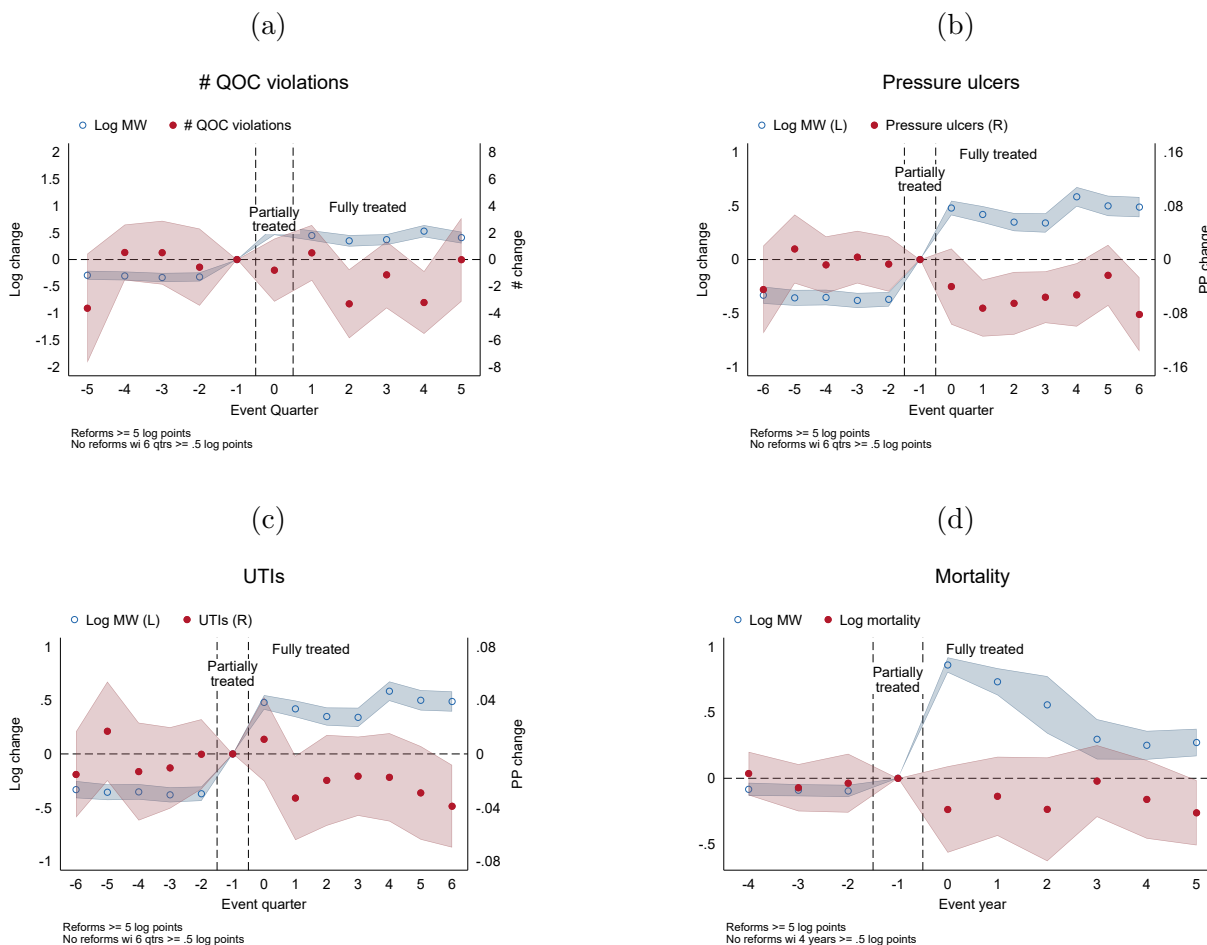 (a)
# QOC violations
Log MW # QOC violations
2 8
1.5 6
1 4
.5 2
0 0
-.5 -2
-1 -4
-1.5 -6
-2 -8
Partially
treated
Fully treated
Log change
# change
-5 -4 -3 -2 -1 0 1 2 3 4 5
Event Quarter
Reforms >= 5 log points
No reforms wi 6 qtrs >= .5 log points
(b)
Pressure ulcers
Log MW (L) Pressure ulcers (R)
1 .16
.5 .08
0 0
-.5 -.08
-1 -.16
Partially
treated
Fully treated
Log change
PP change
-6 -5 -4 -3 -2 -1 0 1 2 3 4 5 6
Event quarter
Reforms >= 5 log points
No reforms wi 6 qtrs >= .5 log points
(c)
UTIs
Log MW (L) UTIs (R)
1 .08
.5 .04
0 0
-.5 -.04
-1 -.08
Partially
treated
Fully treated
Log change
PP change
-6 -5 -4 -3 -2 -1 0 1 2 3 4 5 6
Event quarter
Reforms >= 5 log points
No reforms wi 6 qtrs >= .5 log points
(d)
Mortality
Log MW Log mortality
1
.5
0
-.5
Partially
treated
Fully treated
Log change
-4 -3 -2 -1 0 1 2 3 4 5
Event year
Reforms >= 5 log points
No reforms wi 4 years >= .5 log points